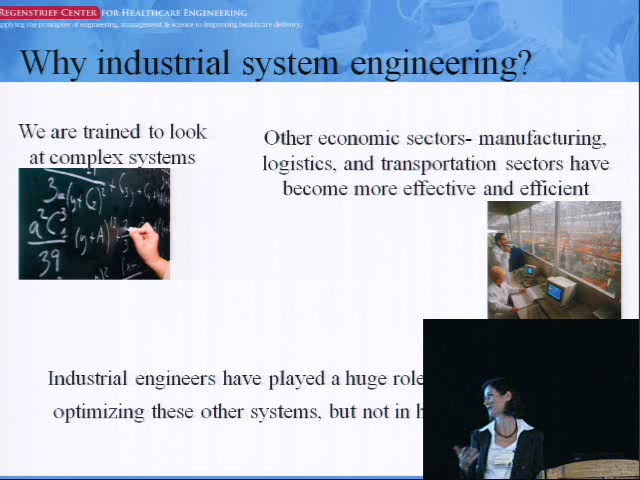 REGENSTRIEF CENTER FOR HEALTHCARE ENGINEERING
applying the principles of engineering, management & science to improving healthcare delivery.
Why industrial system engineering?
We are trained to look
at complex systems
Other economic sectors- manufacturing,
logistics, and transportation sectors have
become more effective and efficient
Industrial engineers have played a huge role
optimizing these other systems, but not in